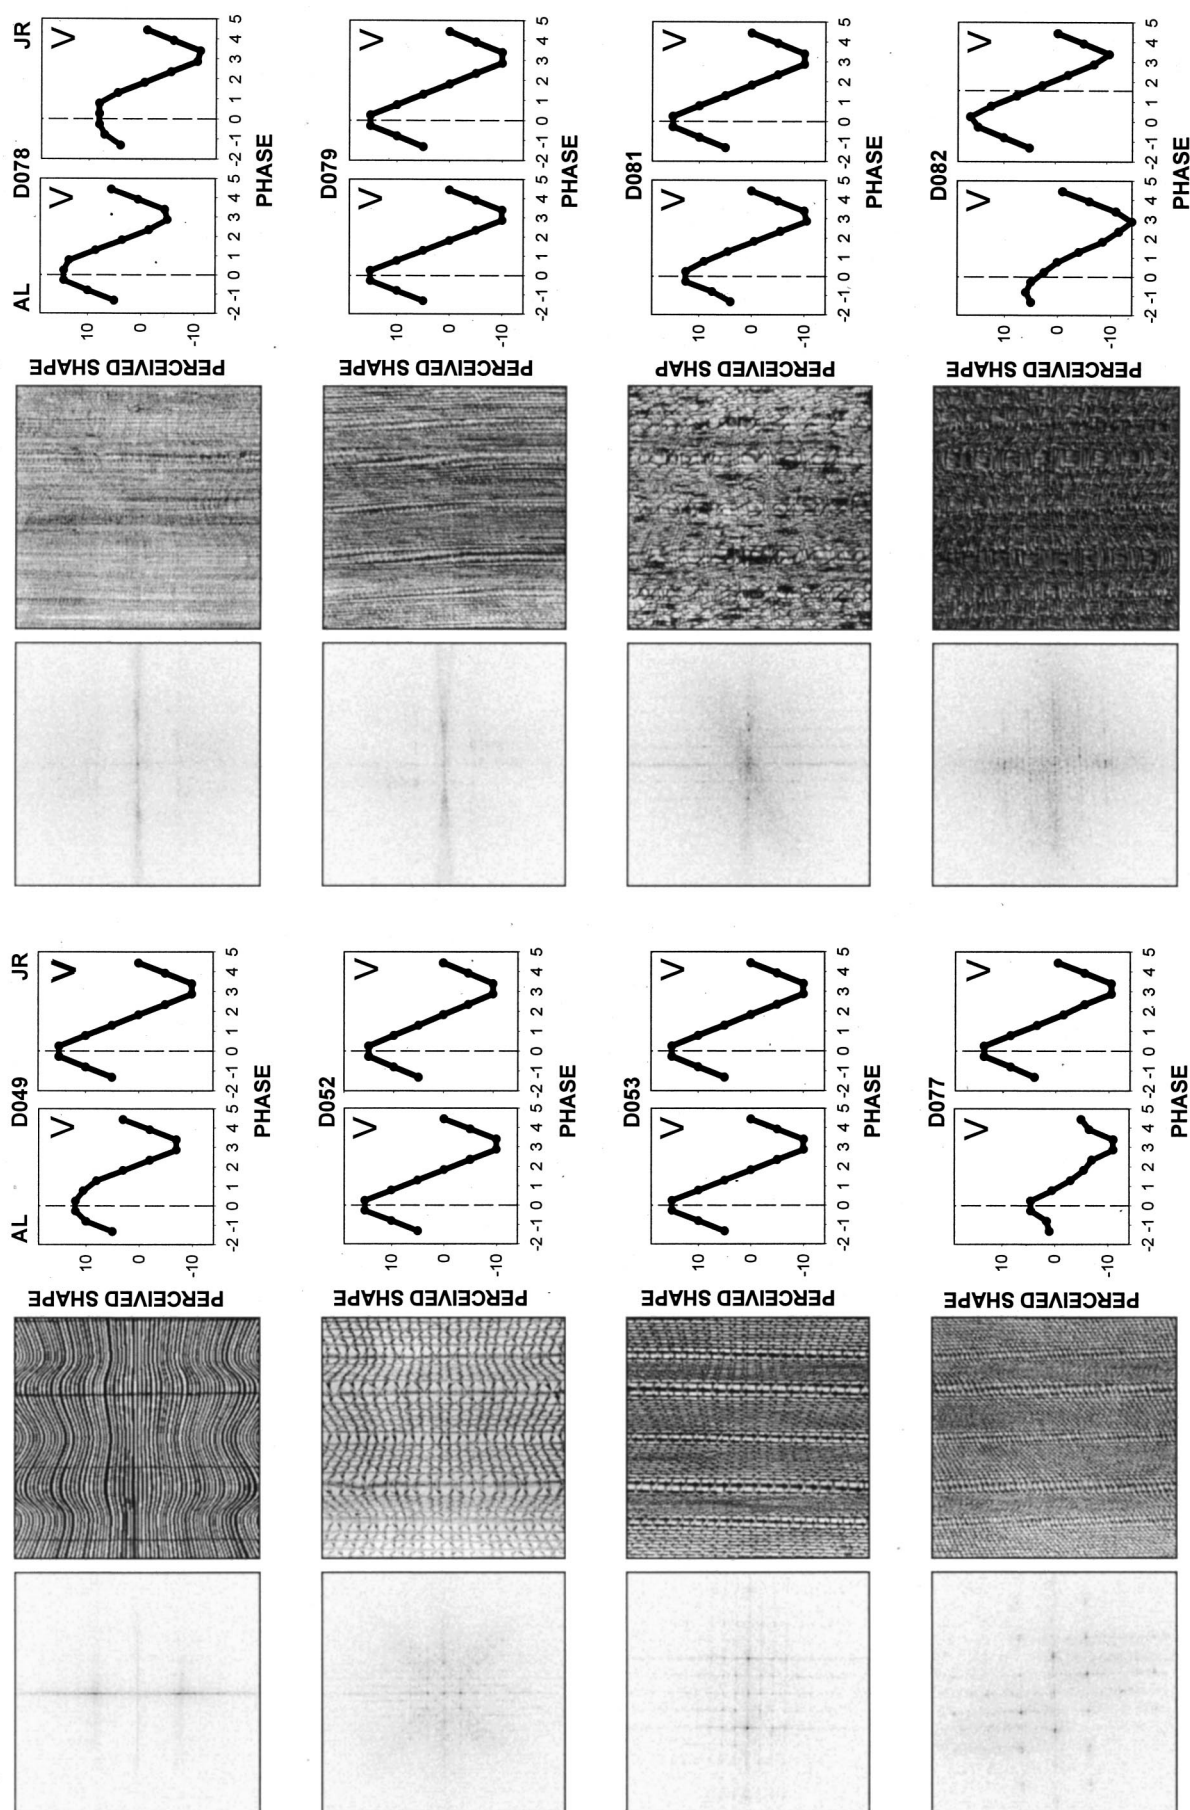 AL D049 JR
V V
PERCEIVED SHAPE
10
0
-10
-2 -1 0 1 2 3 4 5 -2 -1 0 1 2 3 4 5
PHASE
AL D078 JR
V V
PERCEIVED SHAPE
10
0
-10
-2 -1 0 1 2 3 4 5 -2 -1 0 1 2 3 4 5
PHASE
D052
V V
PERCEIVED SHAPE
10
0
-10
-2 -1 0 1 2 3 4 5 -2 -1 0 1 2 3 4 5
PHASE
D079
V V
PERCEIVED SHAPE
10
0
-10
-2 -1 0 1 2 3 4 5 -2 -1 0 1 2 3 4 5
PHASE
D053
V V
PERCEIVED SHAPE
10
0
-10
-2 -1 0 1 2 3 4 5 -2 -1 0 1 2 3 4 5
PHASE
D081
V V
PERCEIVED SHAP
10
0
-10
-2 -1 0 1 2 3 4 5 -2 -1 0 1 2 3 4 5
PHASE
D077
V V
PERCEIVED SHAPE
10
0
-10
-2 -1 0 1 2 3 4 5 -2 -1 0 1 2 3 4 5
PHASE
D082
V V
PERCEIVED SHAPE
10
0
-10
-2 -1 0 1 2 3 4 5 -2 -1 0 1 2 3 4 5
PHASE